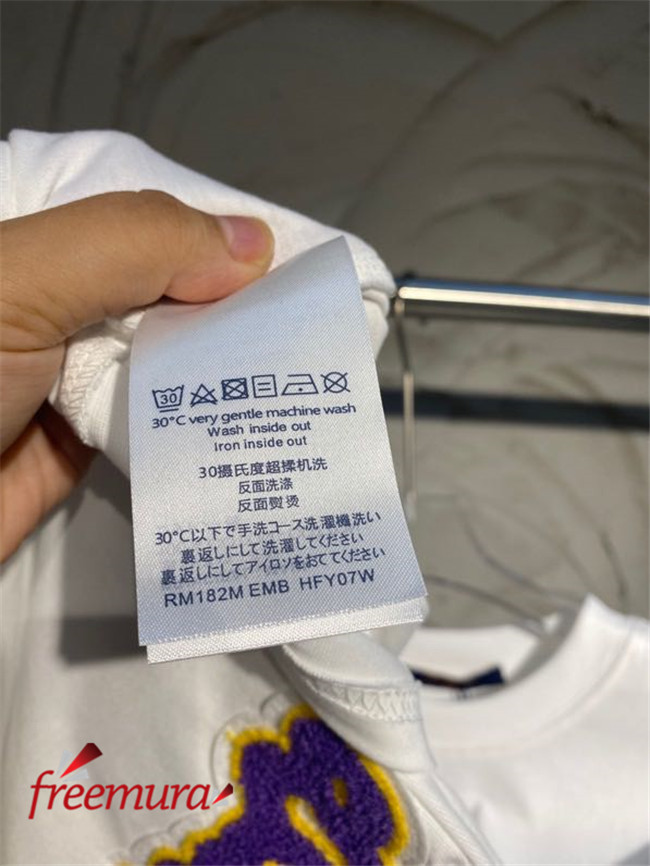 30
30°C very gentle machine wash
Wash inside out
Iron inside out
30摄氏度超揉机洗
反面洗涤
反面熨烫
30℃以下で手洗コース洗濯機洗い
裏返しにして洗濯してください
裏返しにしてアイロソをおててください
RM182M EMB HFY07W
freemura